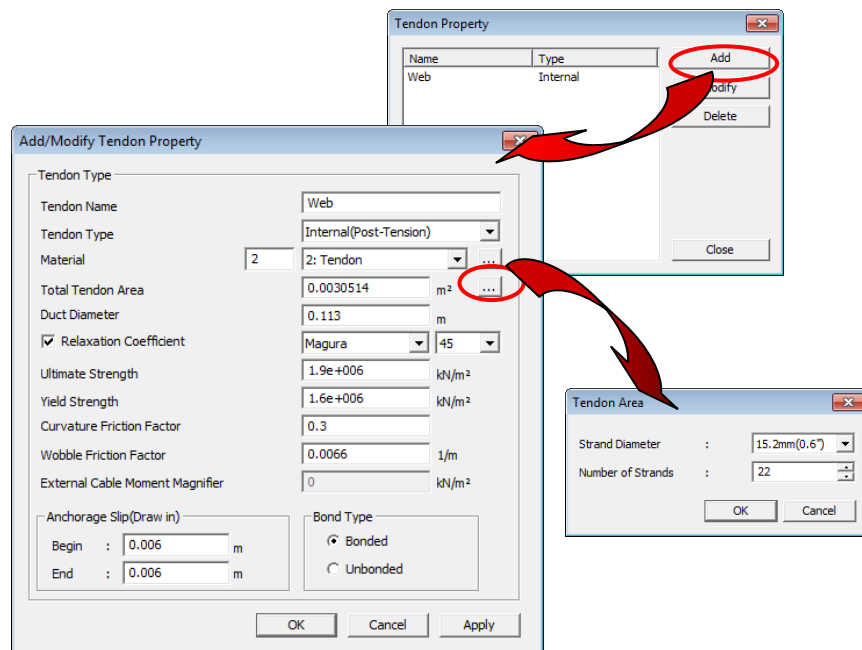 Tendon Property
Name Type
Web Internal
Add
odify
Delete
Close
Add/Modify Tendon Property
Tendon Type
Tendon Name Web
Tendon Type Internal(Post-Tension)
Material 2 2: Tendon ...
Total Tendon Area 0.0030514 m² ...
Duct Diameter 0.113 m
Relaxation Coefficient Magura 45
Ultimate Strength 1.9e+006 kN/m²
Yield Strength 1.6e+006 kN/m²
Curvature Friction Factor 0.3
Wobble Friction Factor 0.0066 1/m
External Cable Moment Magnifier 0 kN/m²
Anchorage Slip(Draw in)
Begin : 0.006 m
End : 0.006 m
Bond Type
Bonded
Unbonded
OK Cancel Apply
Tendon Area
Strand Diameter : 15.2mm(0.6")
Number of Strands : 22
OK Cancel